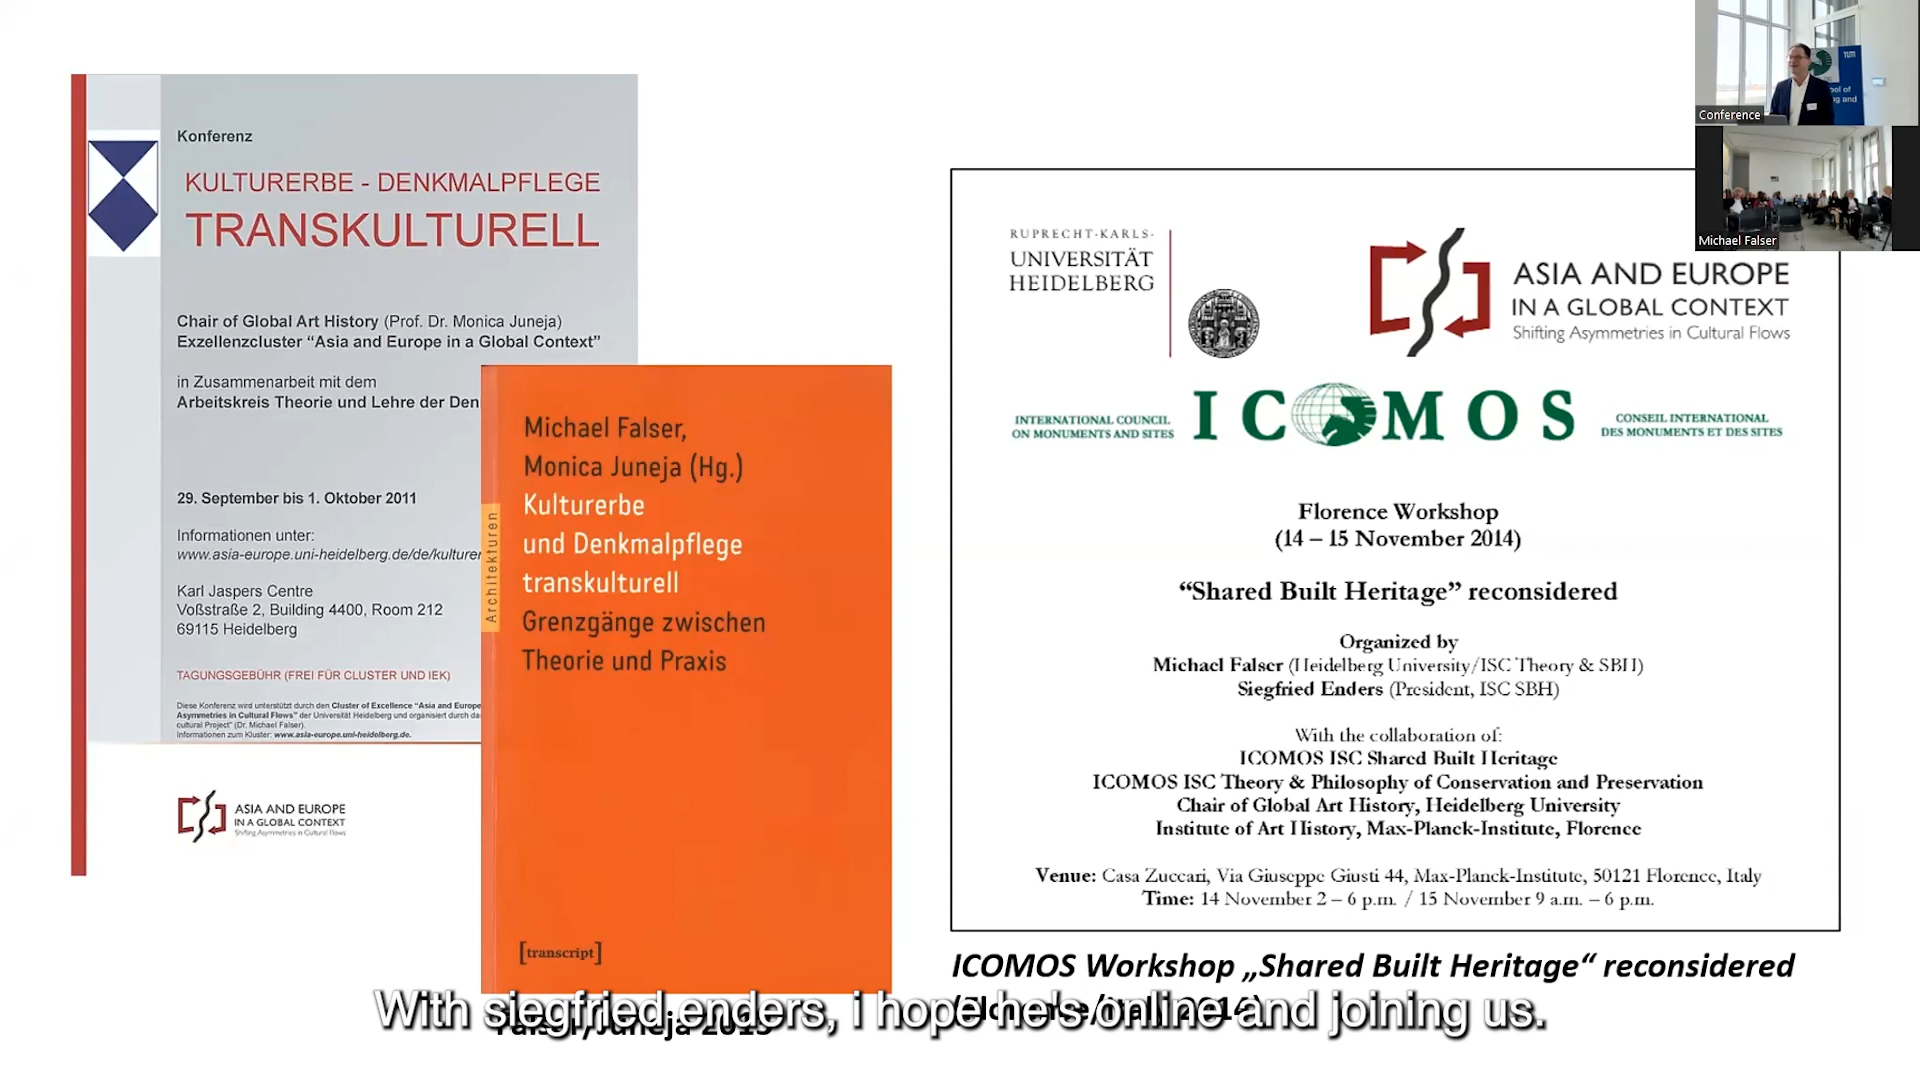 Konferenz
KULTURERBE - DENKMALPFLEGE
TRANSKULTURELL
Chair of Global Art History (Prof. Dr. Monica Juneja)
Exzellenzcluster “Asia and Europe in a Global Context”
in Zusammenarbeit mit dem
Arbeitskreis Theorie und Lehre der Den
29. September bis 1. Oktober 2011
Informationen unter:
www.asia-europe.uni-heidelberg.de/de/kulturer
Karl Jaspers Centre
Voßstraße 2, Building 4400, Room 212
69115 Heidelberg
TAGUNGSGEBÜHR (FREI FÜR CLUSTER UND IEK)
Diese Konferenz wird unterstützt durch den Cluster of Excellence “Asia and Europe
Asymmetries in Cultural Flows” der Universität Heidelberg und organisiert durch da
cultural Project” (Dr. Michael Falser).
Informationen zum Kluster: www.asia-europe.uni-heidelberg.de.
ASIA AND EUROPE
IN A GLOBAL CONTEXT
Shifting Asymmetries in Cultural Flows
Architekturen
Michael Falser,
Monica Juneja (Hg.)
Kulturerbe
und Denkmalpflege
transkulturell
Grenzgänge zwischen
Theorie und Praxis
[transcript]
Falser/Juneja 2013
RUPRECHT-KARLS-
UNIVERSITÄT
HEIDELBERG
ASIA AND EUROPE
IN A GLOBAL CONTEXT
Shifting Asymmetries in Cultural Flows
INTERNATIONAL COUNCIL
ON MONUMENTS AND SITES
ICOMOS
CONSEIL INTERNATIONAL
DES MONUMENTS ET DES SITES
Florence Workshop
(14 – 15 November 2014)
“Shared Built Heritage” reconsidered
Organized by
Michael Falser (Heidelberg University/ISC Theory & SBH)
Siegfried Enders (President, ISC SBH)
With the collaboration of:
ICOMOS ISC Shared Built Heritage
ICOMOS ISC Theory & Philosophy of Conservation and Preservation
Chair of Global Art History, Heidelberg University
Institute of Art History, Max-Planck-Institute, Florence
Venue: Casa Zuccari, Via Giuseppe Giusti 44, Max-Planck-Institute, 50121 Florence, Italy
Time: 14 November 2 – 6 p.m. / 15 November 9 a.m. – 6 p.m.
ICOMOS Workshop „Shared Built Heritage“ reconsidered
(Florence/Italy 2014)
With siegfried enders, i hope he's online and joining us.
TUM
ool of
ng and
Conference
Michael Falser